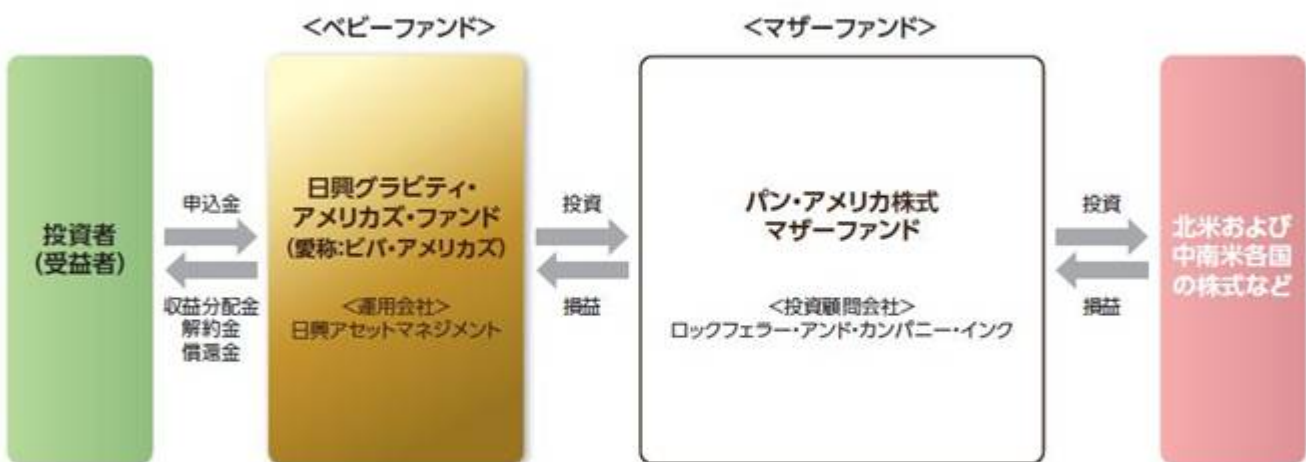 <ベビーファンド>
<マザーファンド>
投資者
(受益者)
申込金
収益分配金
解約金
償還金
日興グラビティ・
アメリカズ・ファンド
(愛称:ビバ・アメリカズ)
<運用会社>
日興アセットマネジメント
投資
損益
パン・アメリカ株式
マザーファンド
<投資顧問会社>
ロックフェラー・アンド・カンパニー・インク
投資
損益
北米および
中南米各国
の株式など